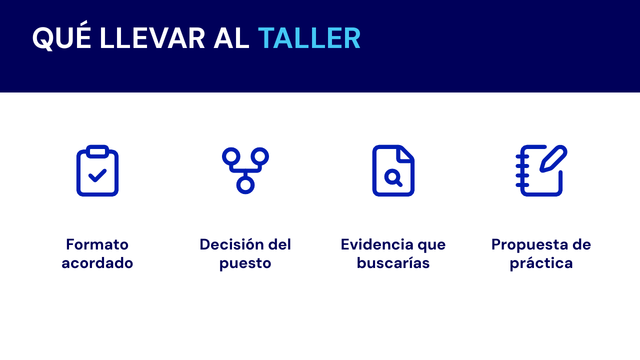 QUÉ LLEVAR AL TALLER
Formato
acordado
Decisión del
puesto
Evidencia que
buscarías
Propuesta de
práctica